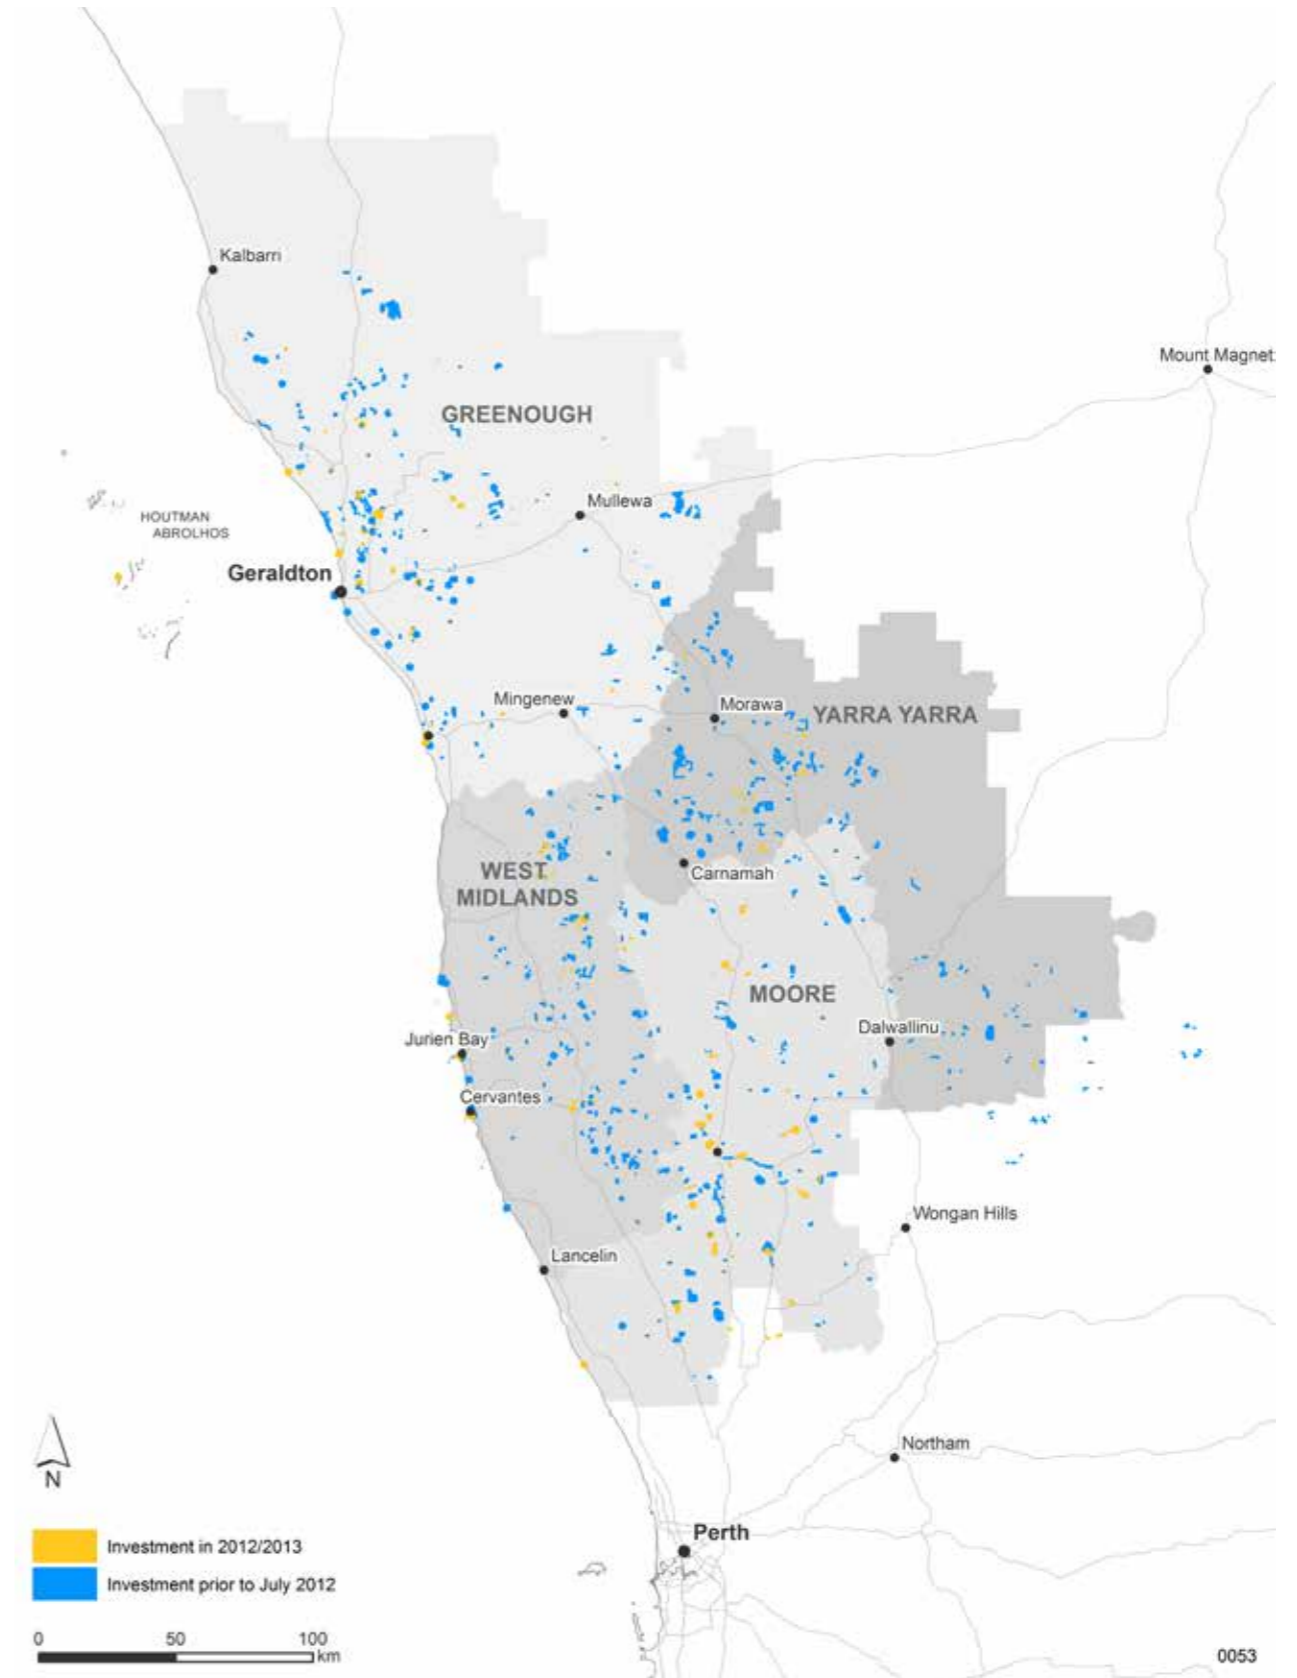 Kalbarri
Mount Magnet
GREENOUGH
Mullewa
HOUTMAN
ABROLHOS
Geraldton
Mingenew
Morawa
YARRA YARRA
WEST
MIDLANDS
Carnamah
MOORE
Dalwallinu
Jurien Bay
Cervantes
Wongan Hills
Lancelin
Northam
N
Perth
Investment in 2012/2013
Investment prior to July 2012
0 50 100
km
0053